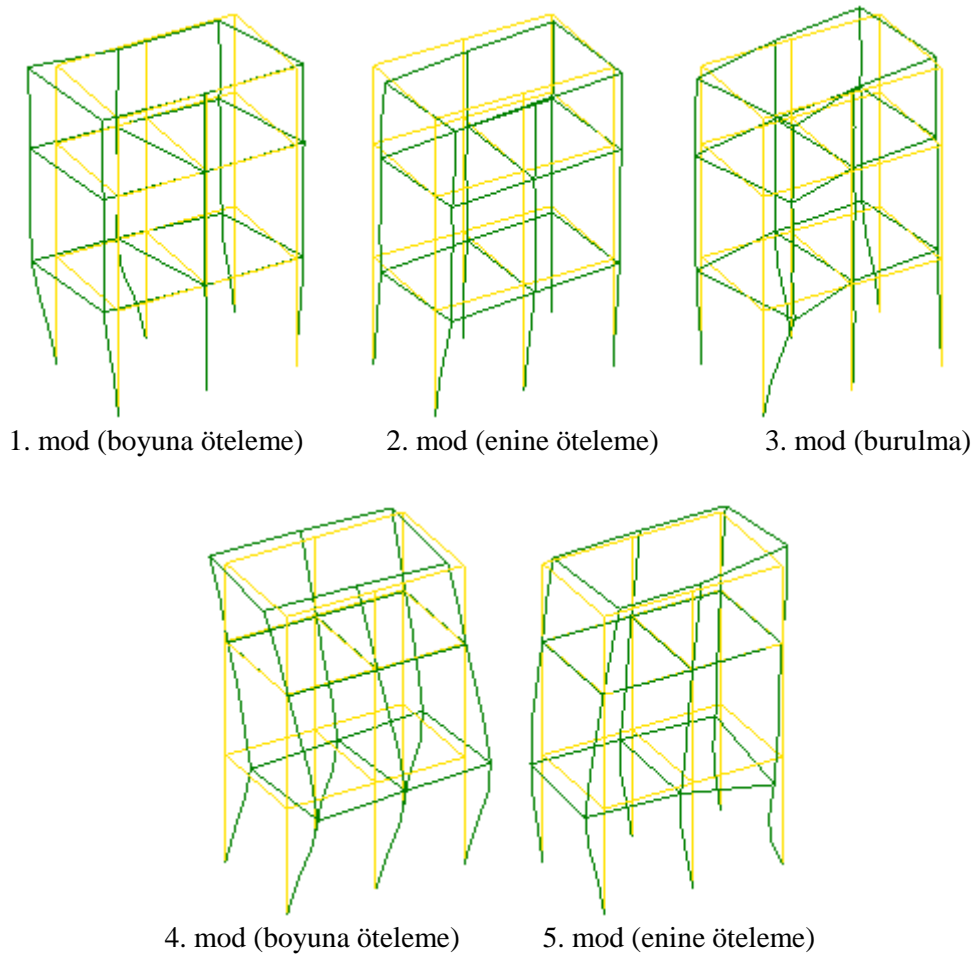 1. mod (boyuna öteleme) 2. mod (enine öteleme) 3. mod (burulma)
4. mod (boyuna öteleme) 5. mod (enine öteleme)